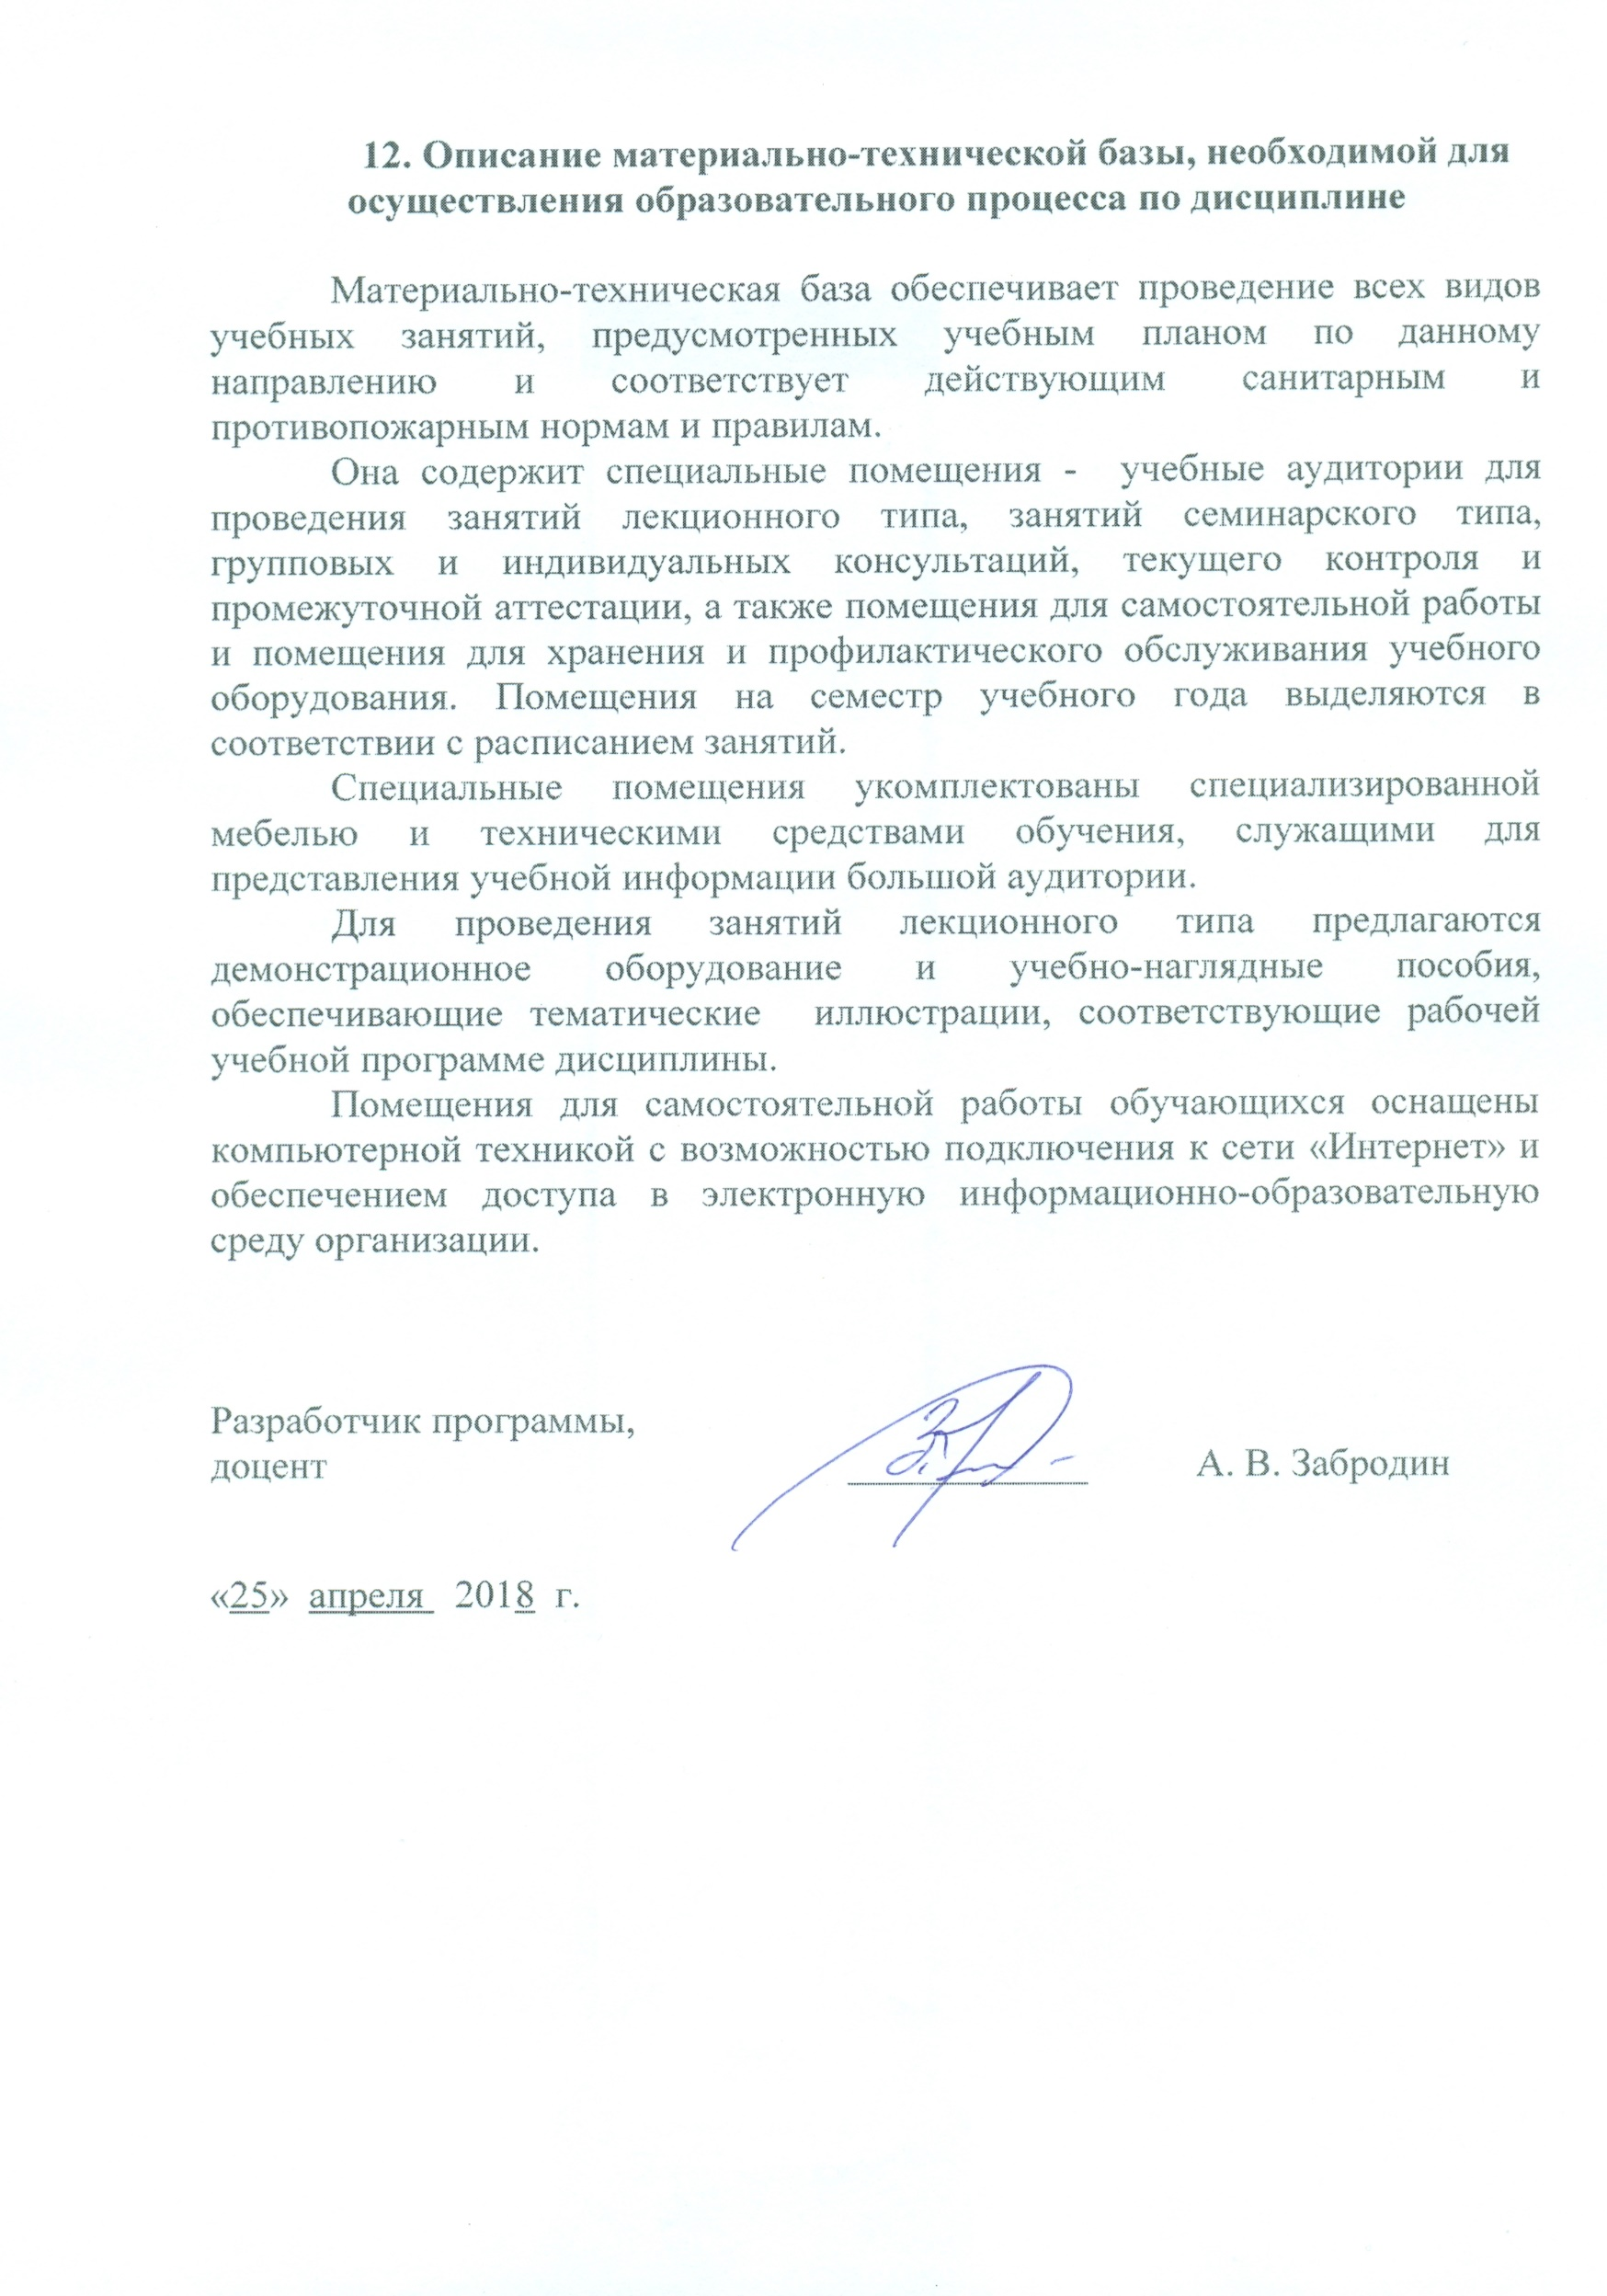 12. Описание материально-технической базы, необходимой для
осуществления образовательного процесса по дисциплине
Материально-техническая база обеспечивает проведение всех видов
учебных занятий, предусмотренных учебным планом по данному
направлению и соответствует действующим санитарным и
противопожарным нормам и правилам.
Она содержит специальные помещения - учебные аудитории для
проведения занятий лекционного типа, занятий семинарского типа,
групповых и индивидуальных консультаций, текущего контроля и
промежуточной аттестации, а также помещения для самостоятельной работы
и помещения для хранения и профилактического обслуживания учебного
оборудования. Помещения на семестр учебного года выделяются в
соответствии с расписанием занятий.
Специальные помещения укомплектованы специализированной
мебелью и техническими средствами обучения, служащими для
представления учебной информации большой аудитории.
Для проведения занятий лекционного типа предлагаются
демонстрационное оборудование и учебно-наглядные пособия,
обеспечивающие тематические иллюстрации, соответствующие рабочей
учебной программе дисциплины.
Помещения для самостоятельной работы обучающихся оснащены
компьютерной техникой с возможностью подключения к сети «Интернет» и
обеспечением доступа в электронную информационно-образовательную
среду организации.
Разработчик программы,
доцент А. В. Забродин
«25» апреля 2018 г.